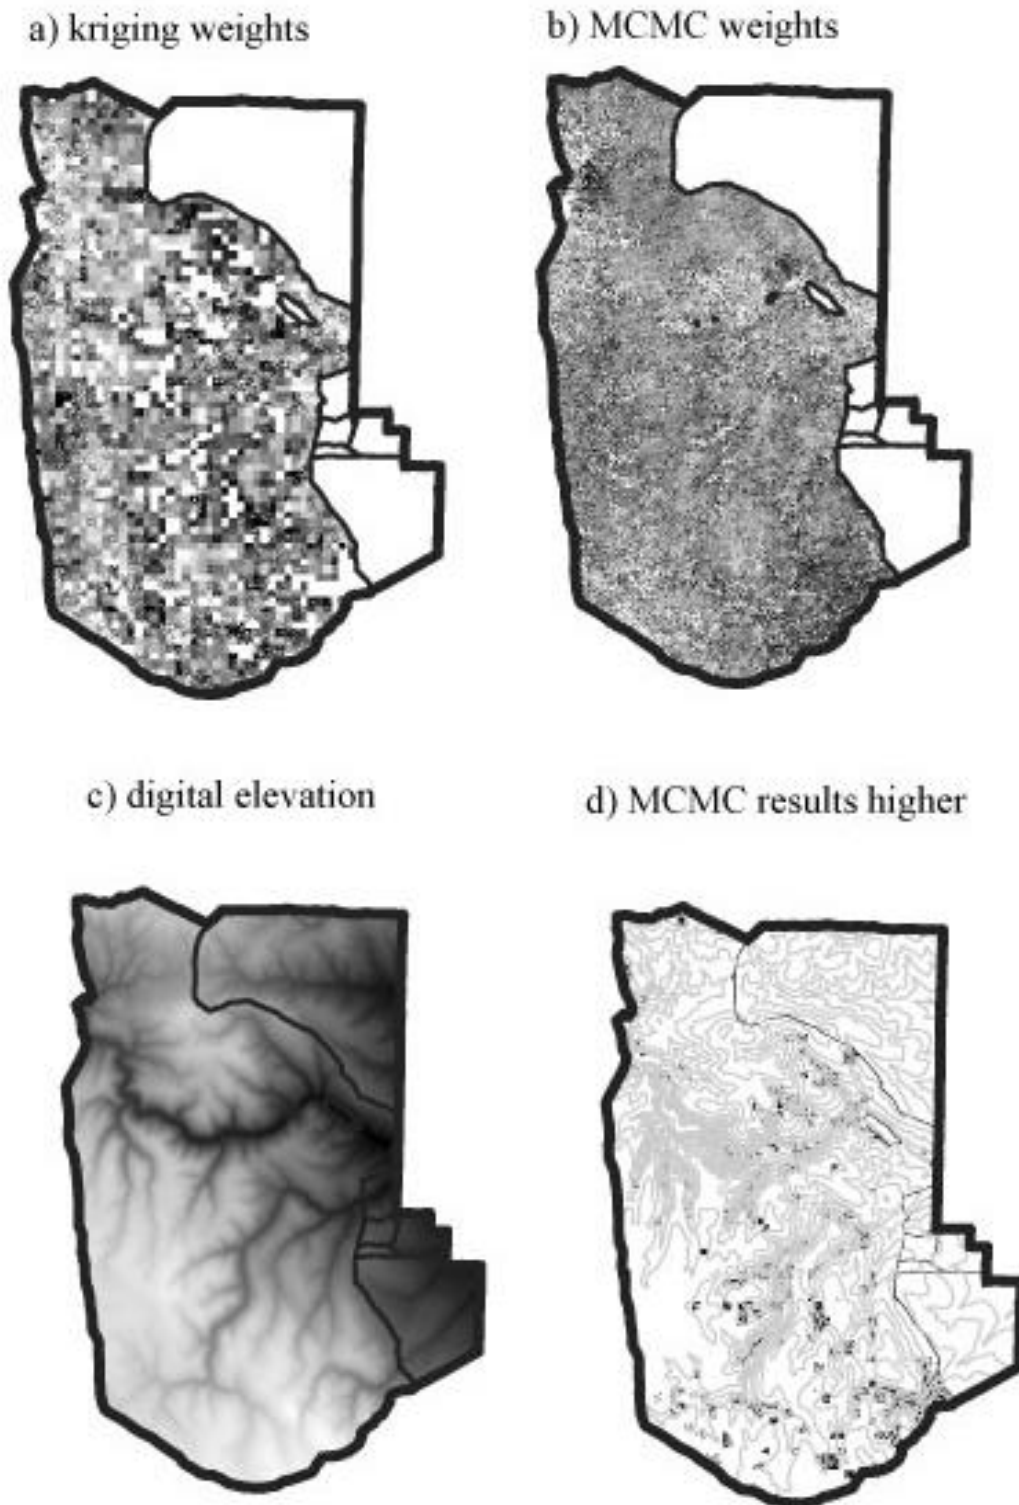 a) kriging weights
b) MCMC weights
c) digital elevation
d) MCMC results higher